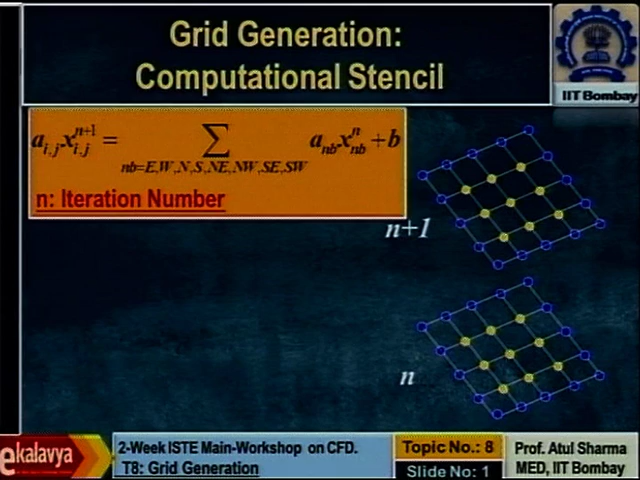 Grid Generation:
Computational Stencil
IIT Bombay
a_{i,j} x_{i,j}^{n+1} = ∑_{nb=E,W,N,S,NE,NW,SE,SW} a_{nb} x_{nb}^{n} + b
n: Iteration Number
n+1
n
ekalavya
2-Week ISTE Main-Workshop on CFD.
T8: Grid Generation
Topic No.: 8
Slide No: 1
Prof. Atul Sharma
MED, IIT Bombay